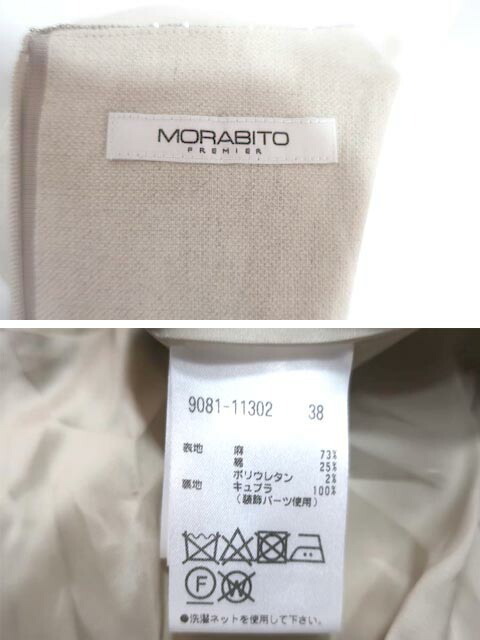 MORABITO
PREMIER
9081-11302 38
表地 麻 73%
綿 25%
ポリウレタン 2%
裏地 キュプラ 100%
(装飾パーツ使用)
F W
●洗濯ネットを使用して下さい。